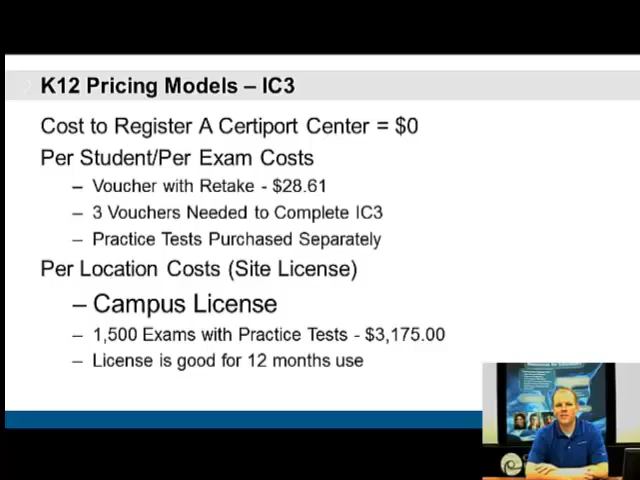 K12 Pricing Models – IC3
Cost to Register A Certiport Center = $0
Per Student/Per Exam Costs
– Voucher with Retake - $28.61
– 3 Vouchers Needed to Complete IC3
– Practice Tests Purchased Separately
Per Location Costs (Site License)
– Campus License
– 1,500 Exams with Practice Tests - $3,175.00
– License is good for 12 months use